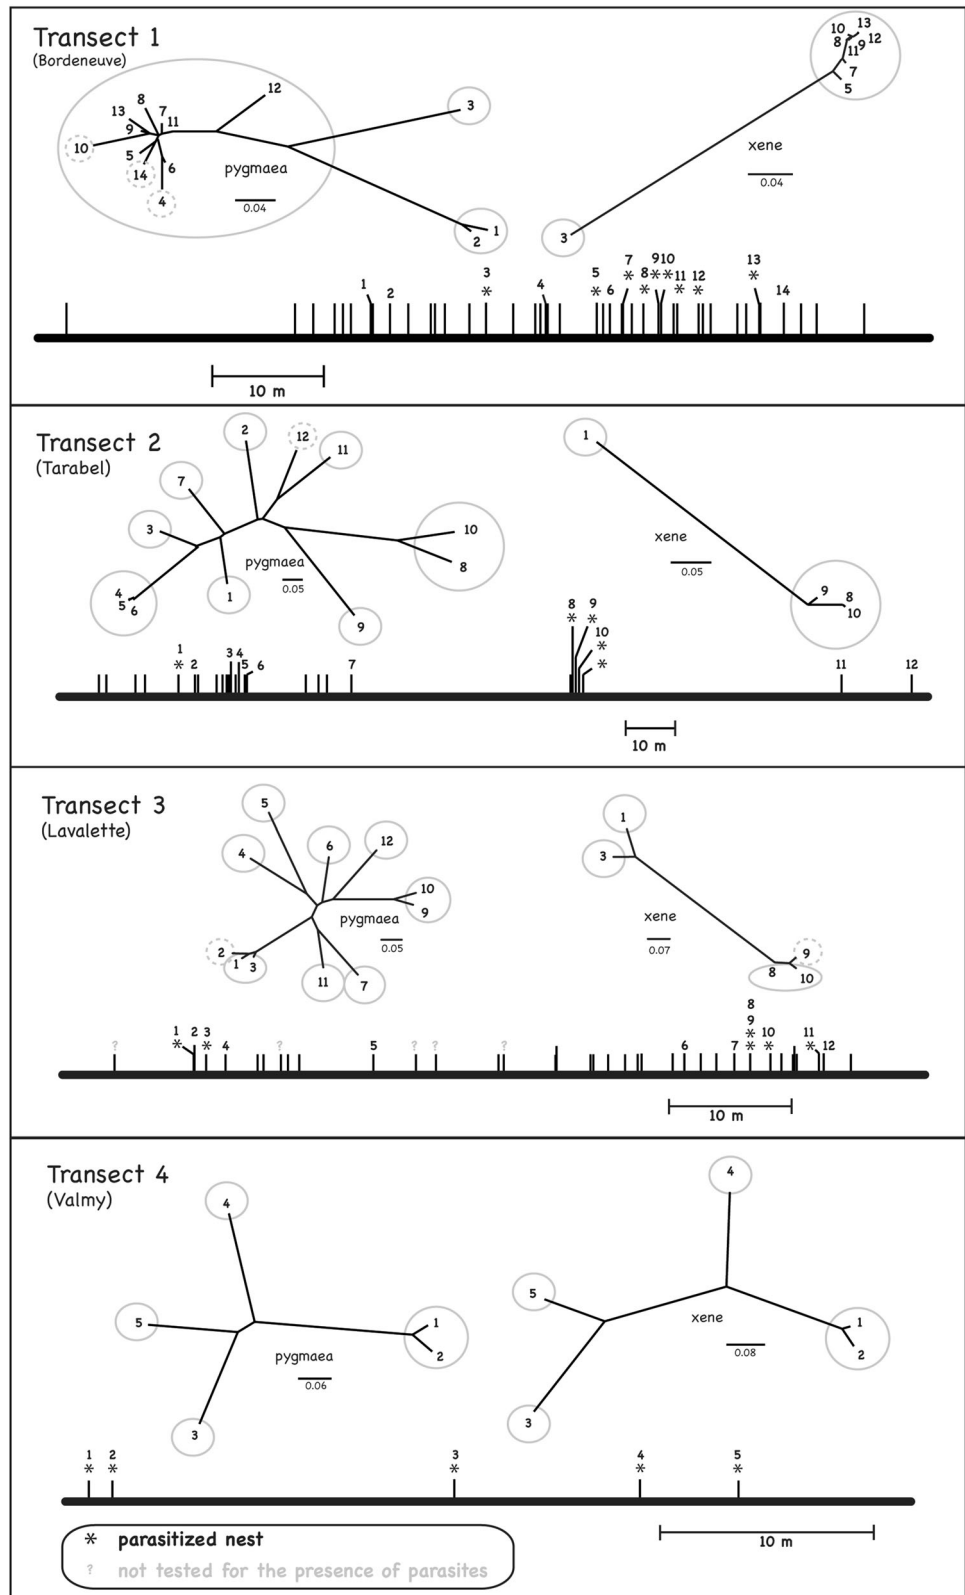 Transect 1
(Bordeneuve)
10 13
8 9 12
11
7
5
8
12
13 7 11
9
3
10
5
6
14
pygmaea
4
0.04
xene
0.04
1
2
3
9 10
7
13
3
5
8 * *
* 11 12
*
1
4
* 6
* * *
14
2
*
10 m
Transect 2
(Tarabel)
2
12
11
1
7
3
10
xene
pygmaea
8
0.05
0.05
4
5 6
1
9
8
10
9
8 9
* *
1
* 2
3 4
5 6
7
10
*
*
11
12
10 m
Transect 3
(Lavalette)
5
4
6
12
1
3
10
9
pygmaea
0.05
xene
0.07
2
1 3
11
7
9
8
10
8
1 2 3
9
11
? * * 4
? 5 ? ? ?
6 7 * 10
* * * 12
10 m
Transect 4
(Valmy)
4
4
5
5
1
2
pygmaea
0.06
xene
0.08
1
2
3
3
1 2 3 4 5
* * * * *
10 m
* parasitized nest
? not tested for the presence of parasites